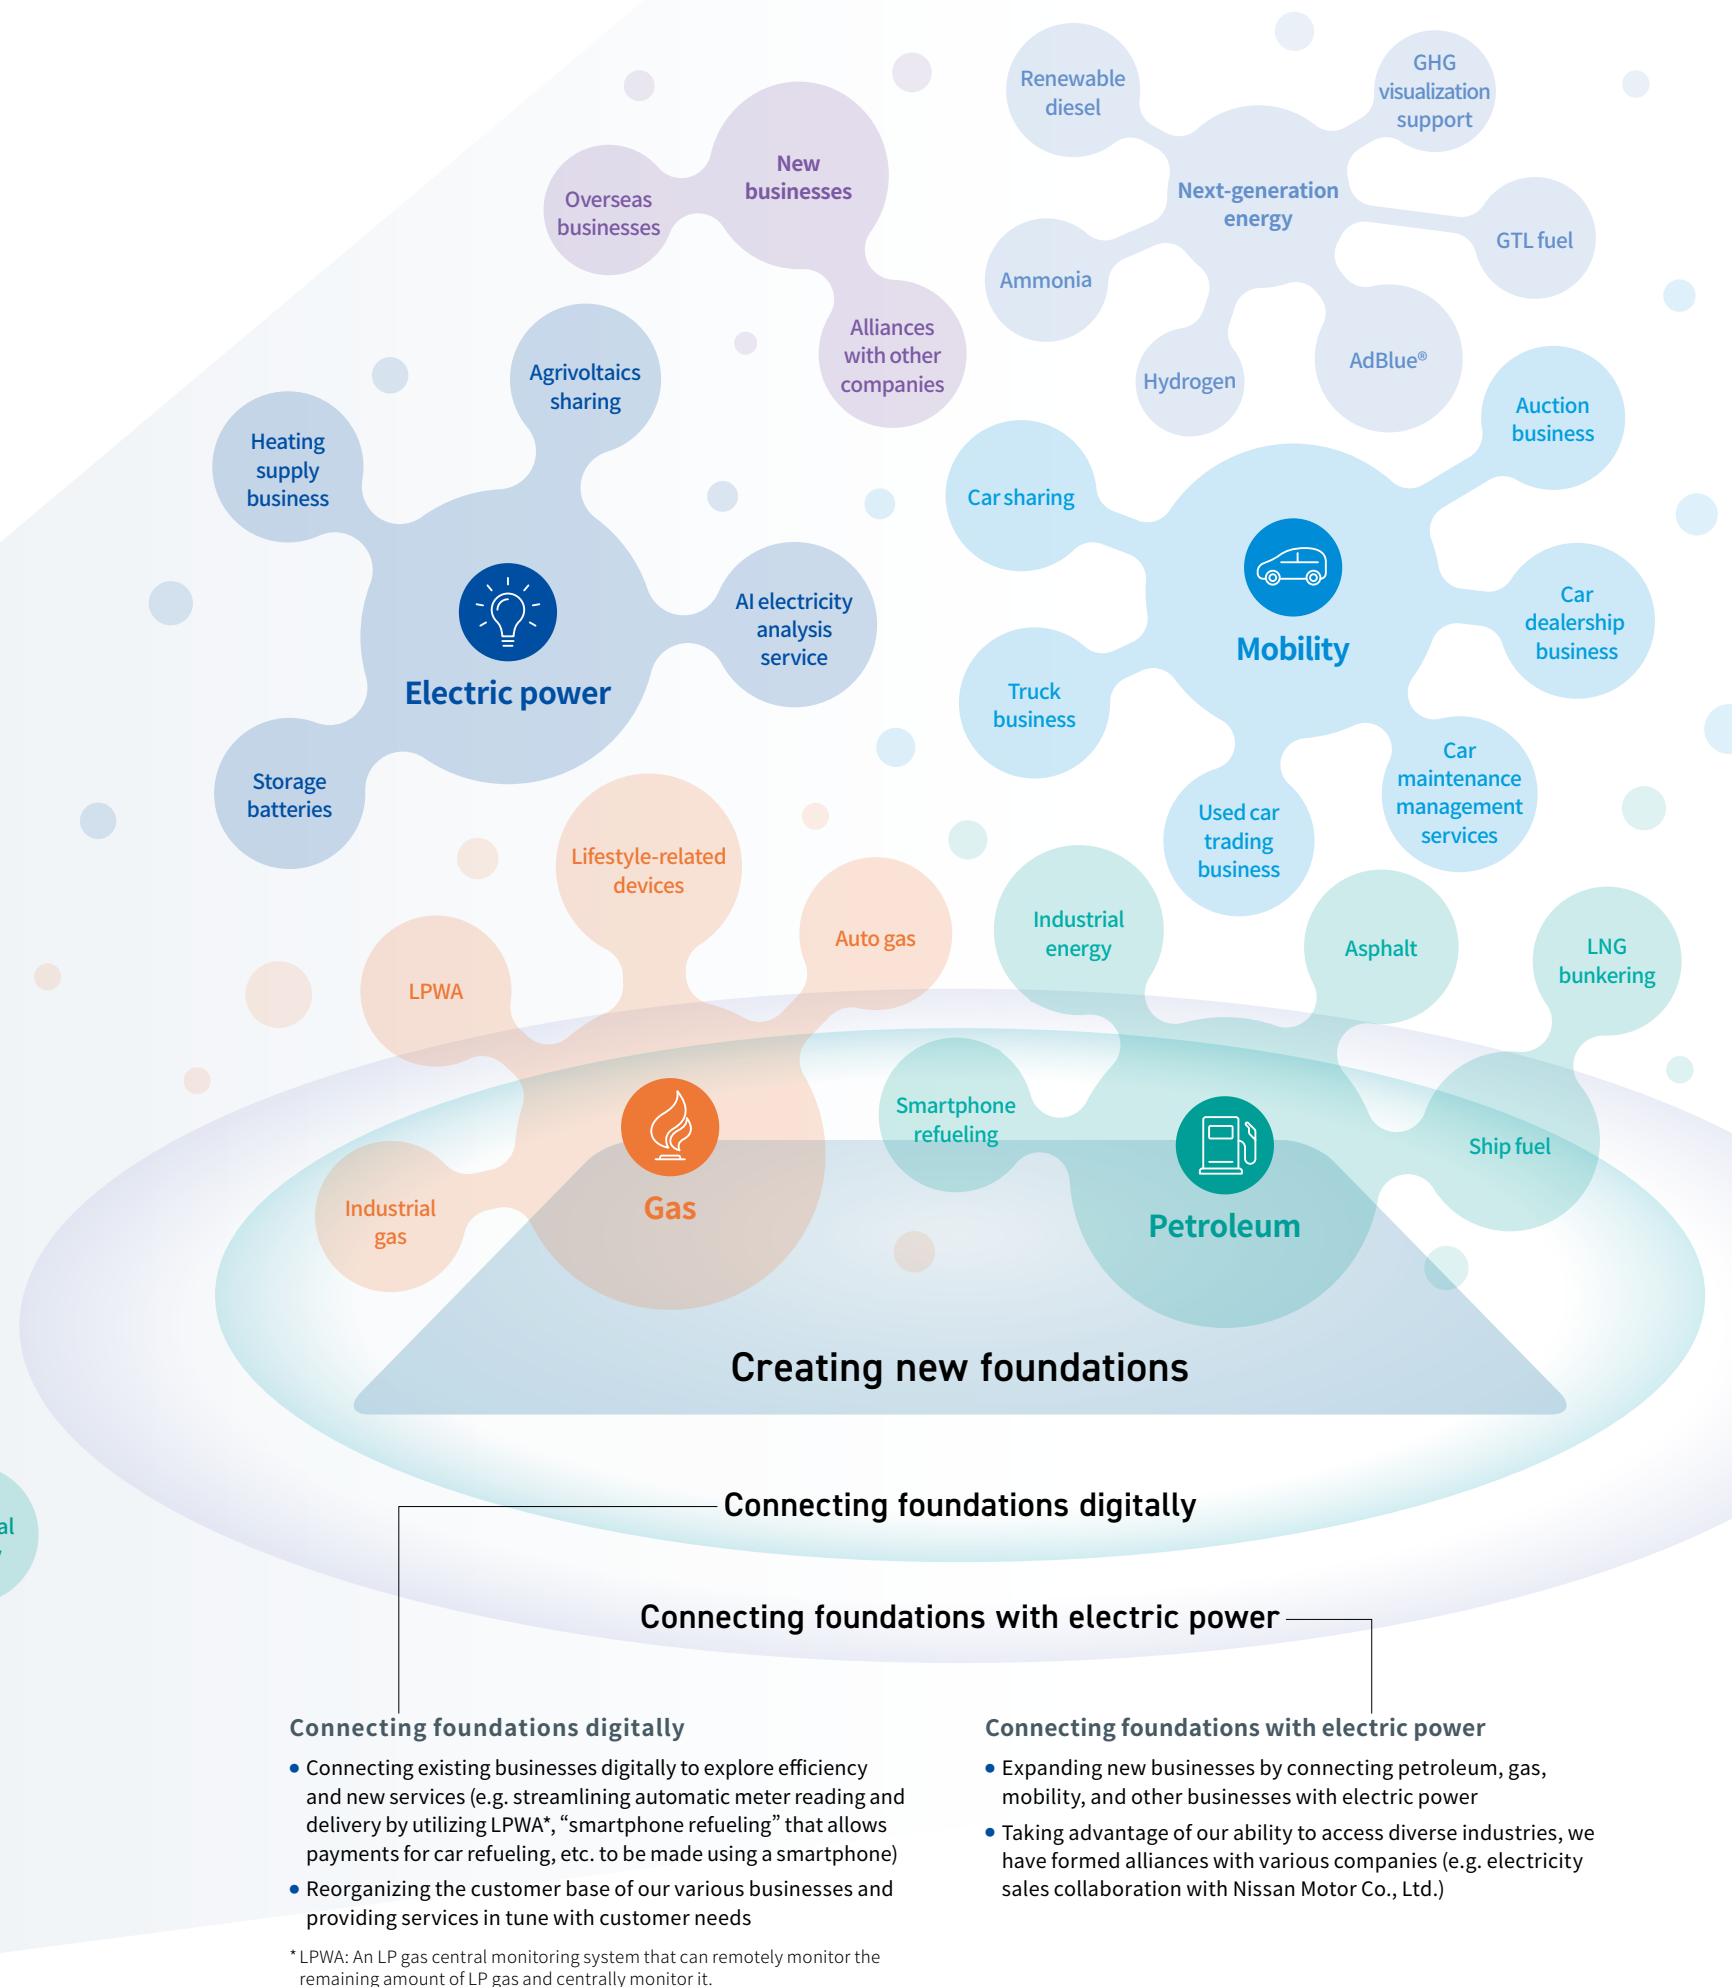 Renewable
diesel
GHG
visualization
support
New
businesses
Overseas
businesses
Next-generation
energy
GTL fuel
Ammonia
Alliances
with other
companies
Hydrogen
AdBlue®
Agrivoltaics
sharing
Heating
supply
business
Auction
business
Car sharing
AI electricity
analysis
service
Electric power
Mobility
Car
dealership
business
Truck
business
Storage
batteries
Car
maintenance
management
services
Used car
trading
business
Lifestyle-related
devices
Auto gas
LPWA
Industrial
energy
Asphalt
LNG
bunkering
Smartphone
refueling
Ship fuel
Industrial
gas
Gas
Petroleum
Creating new foundations
Connecting foundations digitally
al
Connecting foundations with electric power
Connecting foundations digitally
• Connecting existing businesses digitally to explore efficiency
and new services (e.g. streamlining automatic meter reading and
delivery by utilizing LPWA*, “smartphone refueling” that allows
payments for car refueling, etc. to be made using a smartphone)
• Reorganizing the customer base of our various businesses and
providing services in tune with customer needs
* LPWA: An LP gas central monitoring system that can remotely monitor the
remaining amount of LP gas and centrally monitor it.
Connecting foundations with electric power
• Expanding new businesses by connecting petroleum, gas,
mobility, and other businesses with electric power
• Taking advantage of our ability to access diverse industries, we
have formed alliances with various companies (e.g. electricity
sales collaboration with Nissan Motor Co., Ltd.)